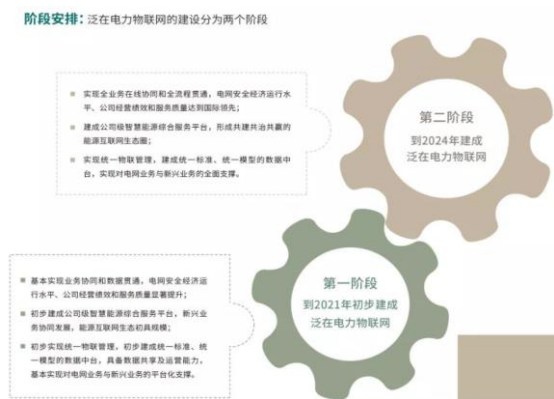 阶段安排：泛在电力物联网的建设分为两个阶段
实现全业务在线协同和全流程贯通，电网安全经济运行水
平、公司经营绩效和服务质量达到国际领先；
建成公司级智慧能源综合服务平台，形成共建共治共赢的
能源互联网生态圈；
实现统一物联管理，建成统一标准、统一模型的数据中
台，实现对电网业务与新兴业务的全面支撑。
第二阶段
到2024年建成
泛在电力物联网
基本实现业务协同和数据贯通，电网安全经济运
行水平、公司经营绩效和服务质量显著提升；
初步建成公司级智慧能源综合服务平台，新兴业
务协同发展，能源互联网生态初具规模；
初步实现统一物联管理，初步建成统一标准、统
一模型的数据中台，具备数据共享及运营能力，
基本实现对电网业务与新兴业务的平台化支撑。
第一阶段
到2021年初步建成
泛在电力物联网